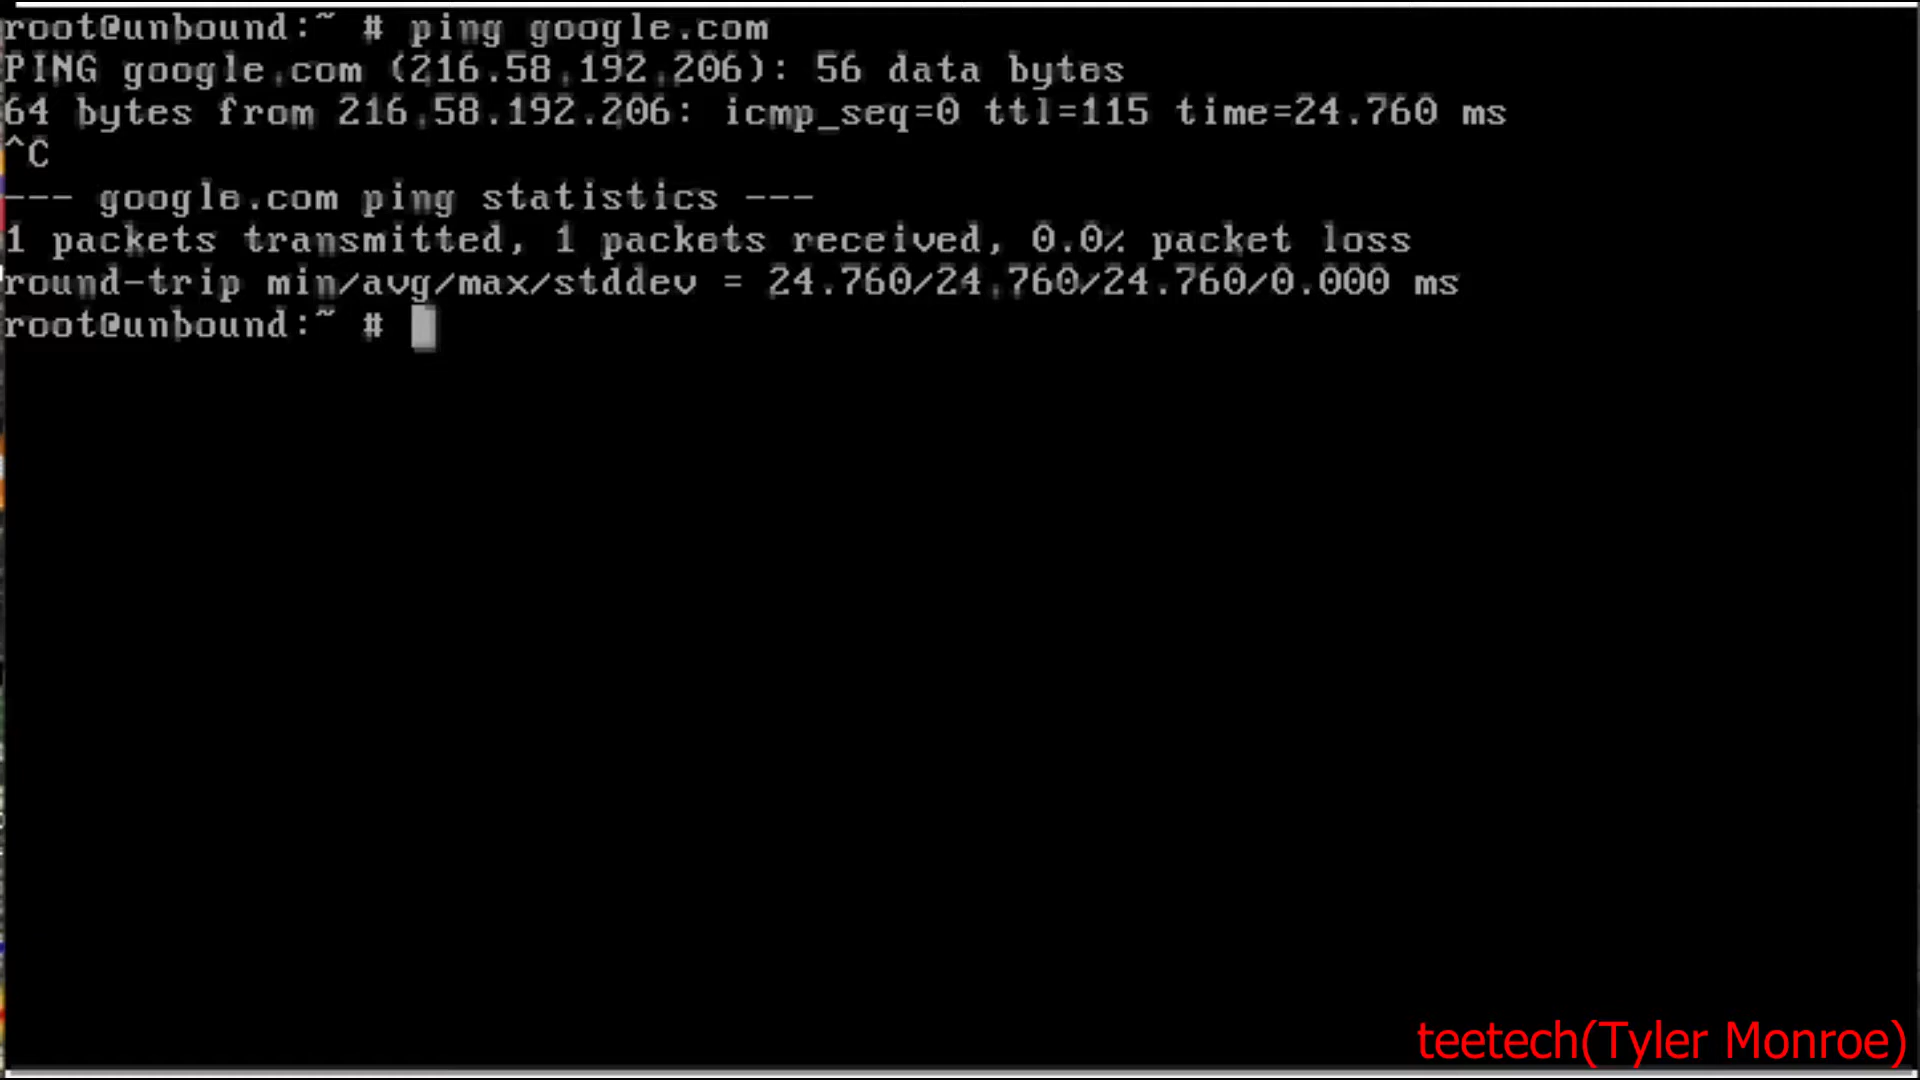 root@unbound:~ # ping google.com
PING google.com (216.58.192.206): 56 data bytes
64 bytes from 216.58.192.206: icmp_seq=0 ttl=115 time=24.760 ms
^C
--- google.com ping statistics ---
1 packets transmitted, 1 packets received, 0.0% packet loss
round-trip min/avg/max/stddev = 24.760/24.760/24.760/0.000 ms
root@unbound:~ #
teetech(Tyler Monroe)